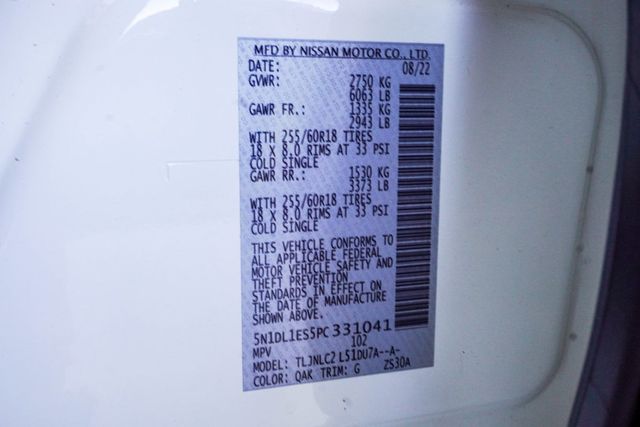 MFD BY NISSAN MOTOR CO., LTD.
DATE: 08/22
GVWR: 2750 KG
6063 LB
GAWR FR.: 1335 KG
2943 LB
WITH 255/60R18 TIRES
18 X 8.0 RIMS AT 33 PSI
COLD SINGLE
GAWR RR.: 1530 KG
3373 LB
WITH 255/60R18 TIRES
18 X 8.0 RIMS AT 33 PSI
COLD SINGLE
THIS VEHICLE CONFORMS TO
ALL APPLICABLE FEDERAL
MOTOR VEHICLE SAFETY AND
THEFT PREVENTION
STANDARDS IN EFFECT ON
THE DATE OF MANUFACTURE
SHOWN ABOVE.
5N1DL1ES5PC331041
MPV 102
MODEL: TLJNLC2 L51DU7A--A-
COLOR: QAK TRIM: G ZS30A